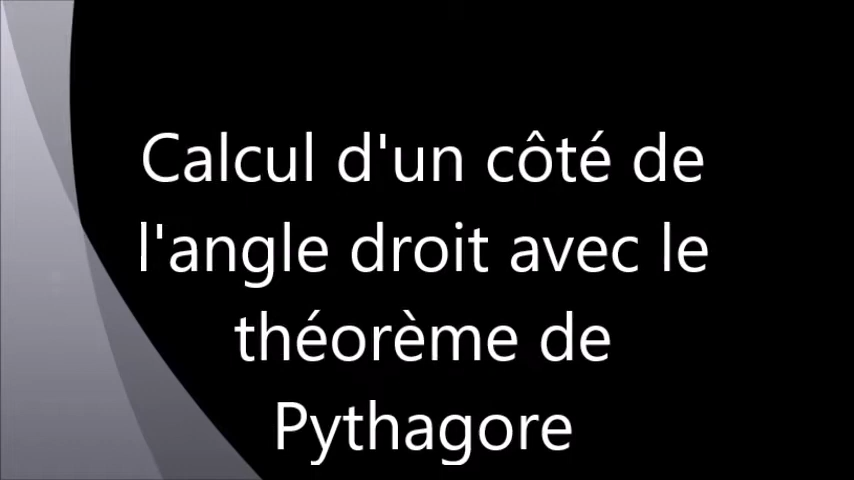 Calcul d'un côté de
l'angle droit avec le
théorème de
Pythagore